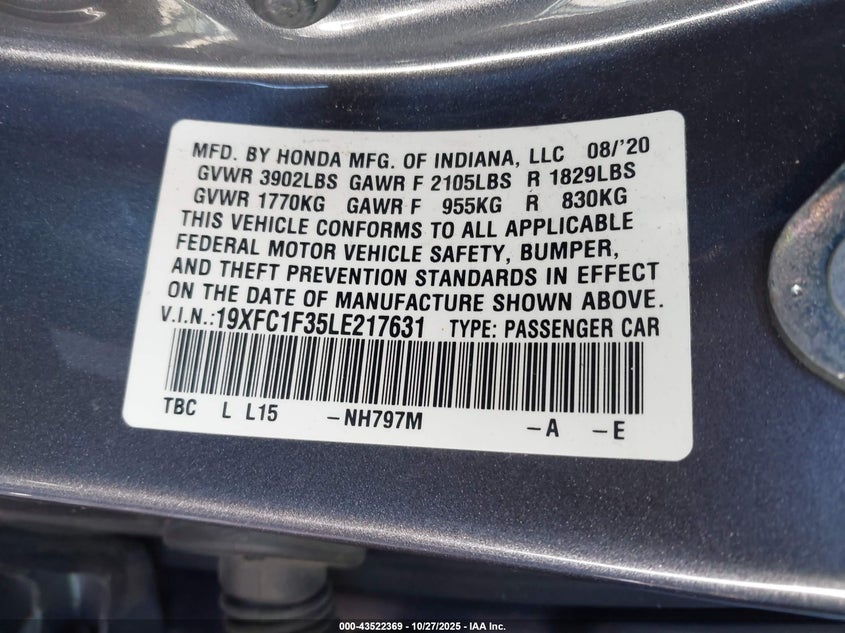 MFD. BY HONDA MFG. OF INDIANA, LLC 08/'20
GVWR 3902LBS GAWR F 2105LBS R 1829LBS
GVWR 1770KG GAWR F 955KG R 830KG
THIS VEHICLE CONFORMS TO ALL APPLICABLE
FEDERAL MOTOR VEHICLE SAFETY, BUMPER,
AND THEFT PREVENTION STANDARDS IN EFFECT
ON THE DATE OF MANUFACTURE SHOWN ABOVE.
V.I.N.:19XFC1F35LE217631 TYPE: PASSENGER CAR
TBC L L15 -NH797M -A -E
000-43522369 | 10/27/2025 - IAA Inc.